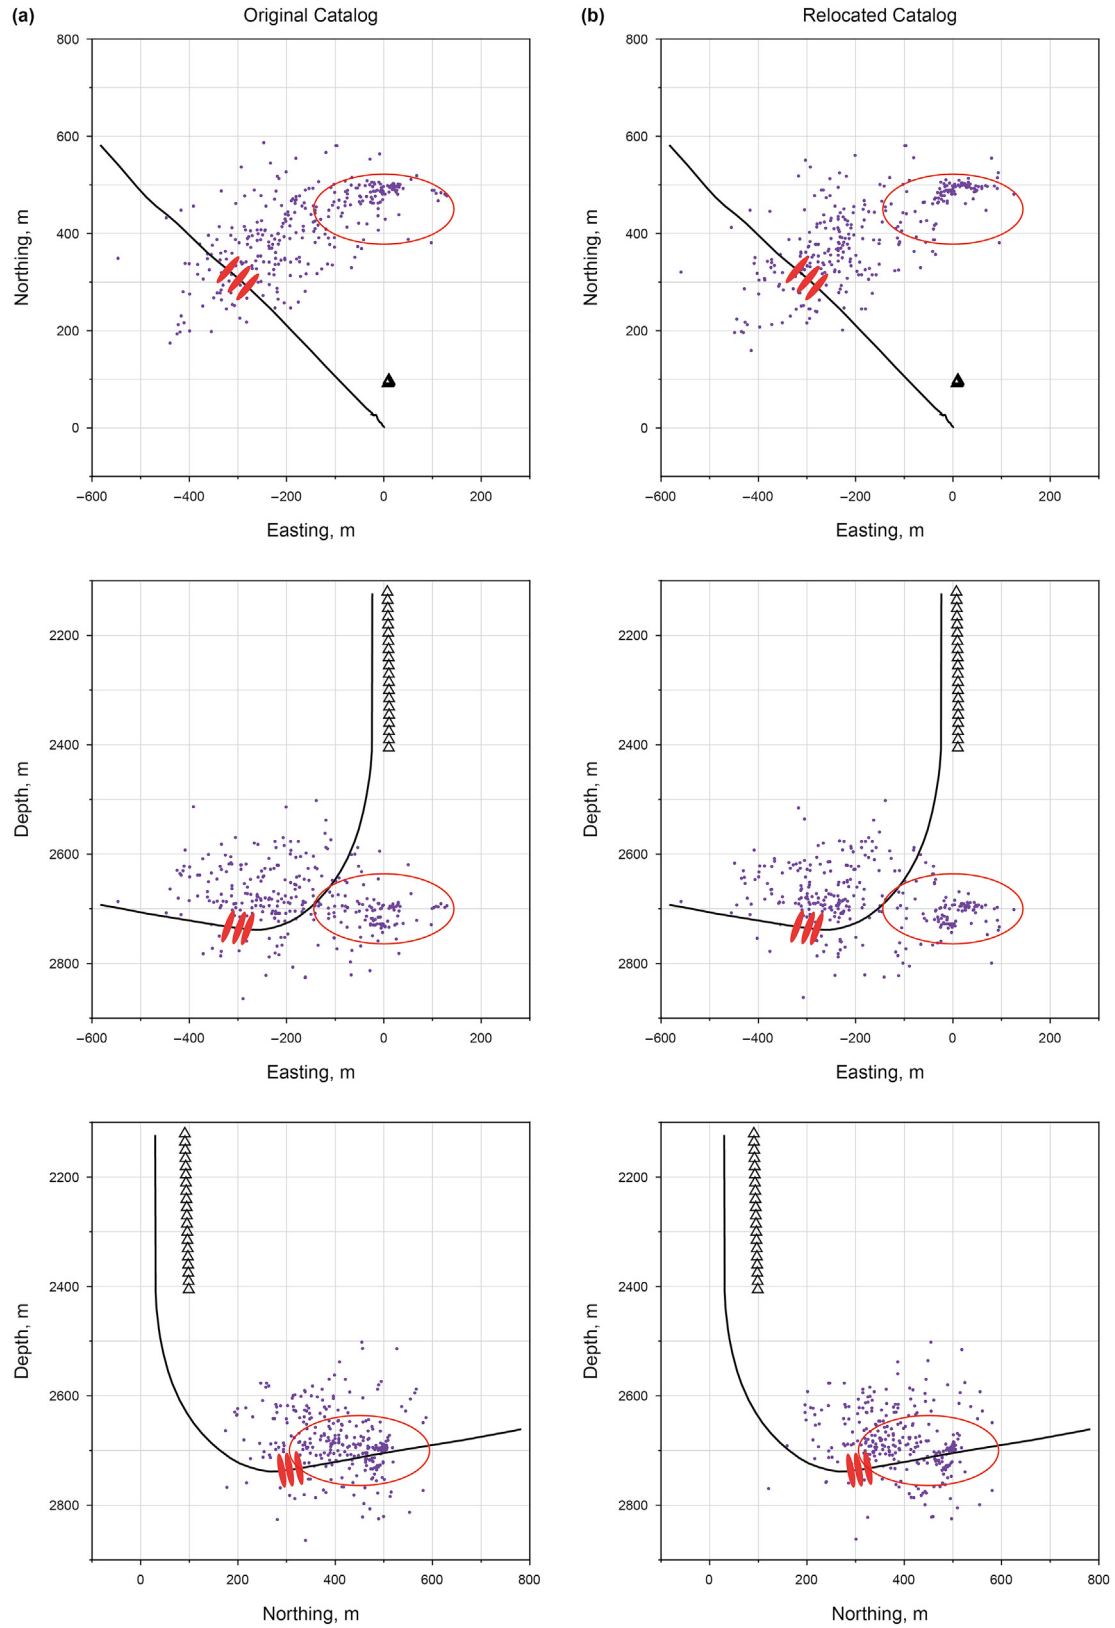 (a) Original Catalog (b) Relocated Catalog
800 800
600 600
400 400
200 200
0 0
Northing, m Northing, m
−600 −400 −200 0 200 −600 −400 −200 0 200
Easting, m Easting, m
2200 2200
2400 2400
2600 2600
2800 2800
Depth, m Depth, m
−600 −400 −200 0 200 −600 −400 −200 0 200
Easting, m Easting, m
2200 2200
2400 2400
2600 2600
2800 2800
Depth, m Depth, m
0 200 400 600 800 0 200 400 600 800
Northing, m Northing, m